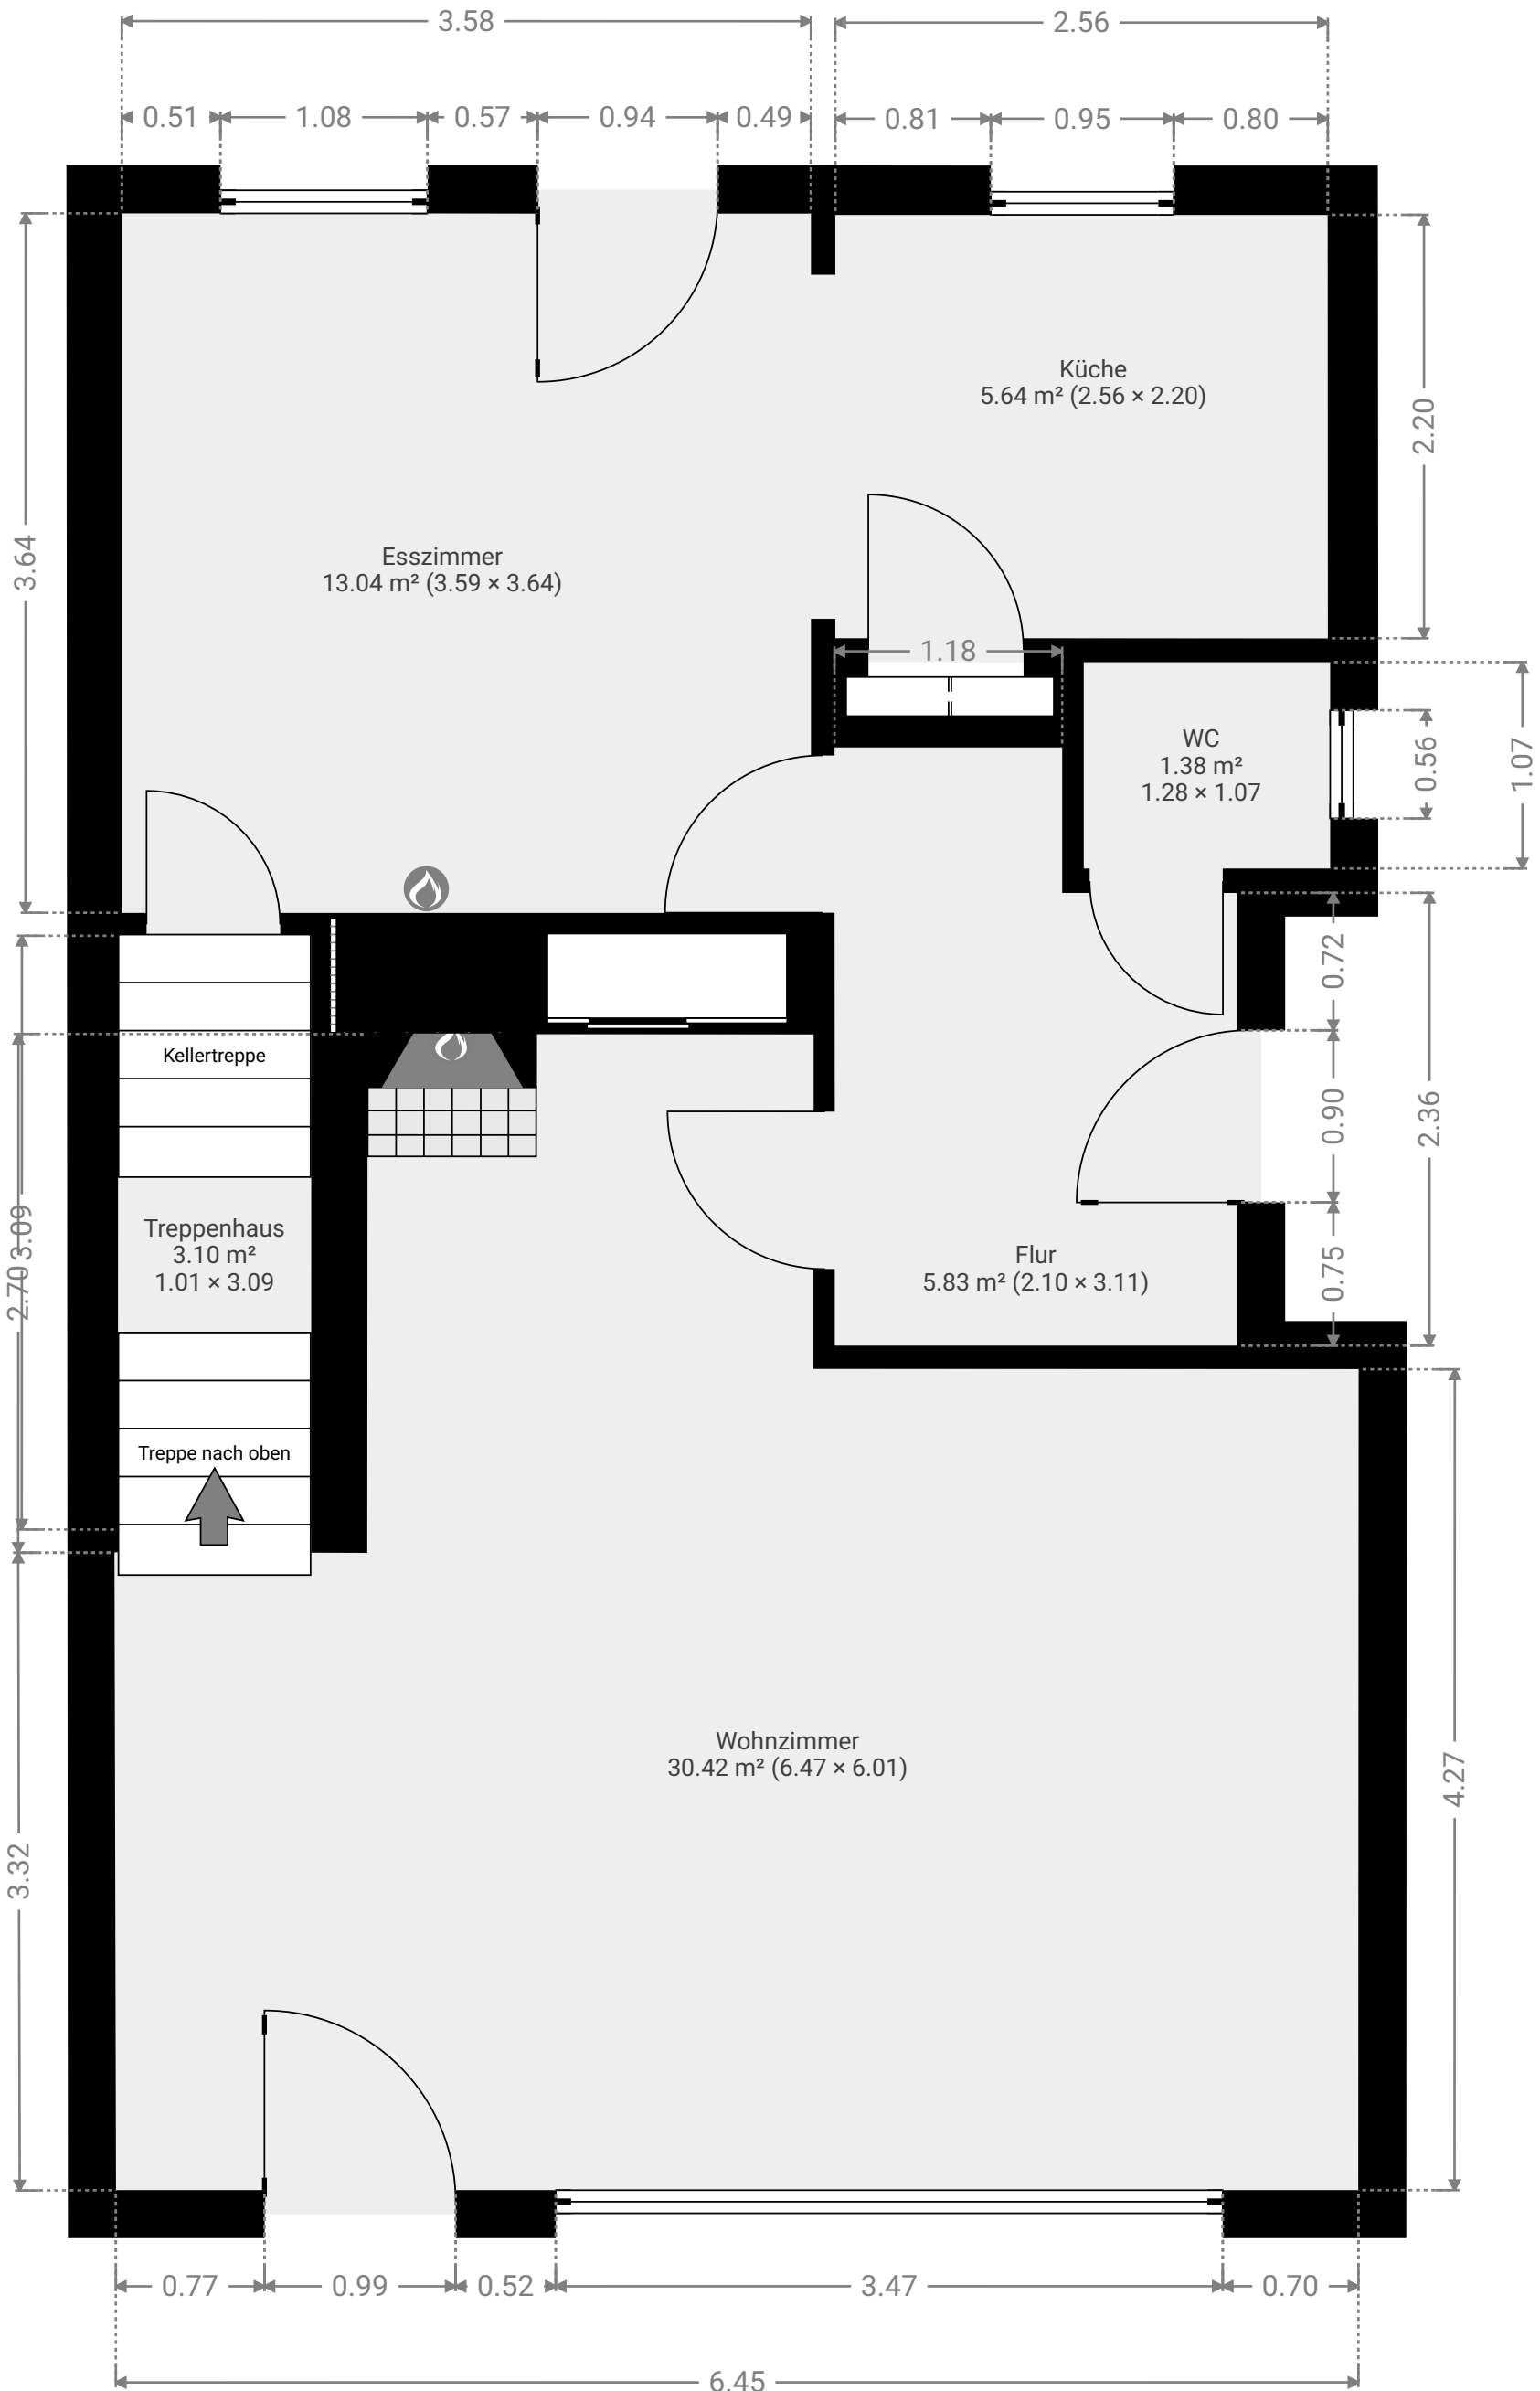 3.58
2.56
0.51
1.08
0.57
0.94
0.49
0.81
0.95
0.80
Küche
5.64 m² (2.56 × 2.20)
2.20
3.64
Esszimmer
13.04 m² (3.59 × 3.64)
1.18
WC
1.38 m²
1.28 × 1.07
0.56
1.07
0.72
Kellertreppe
0.90
2.36
Treppenhaus
3.10 m²
1.01 × 3.09
3.09
2.70
Flur
5.83 m² (2.10 × 3.11)
0.75
Treppe nach oben
Wohnzimmer
30.42 m² (6.47 × 6.01)
4.27
3.32
0.77
0.99
0.52
3.47
0.70
6.45